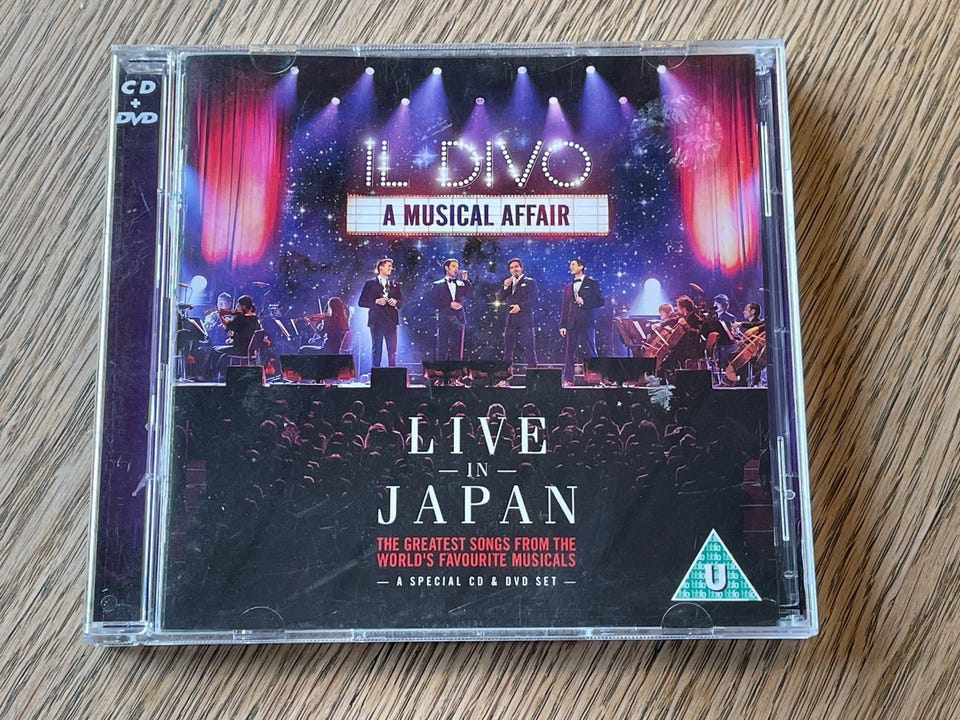 CD
+
DVD
IL DIVO
A MUSICAL AFFAIR
LIVE
— IN —
JAPAN
THE GREATEST SONGS FROM THE
WORLD'S FAVOURITE MUSICALS
— A SPECIAL CD & DVD SET —
U